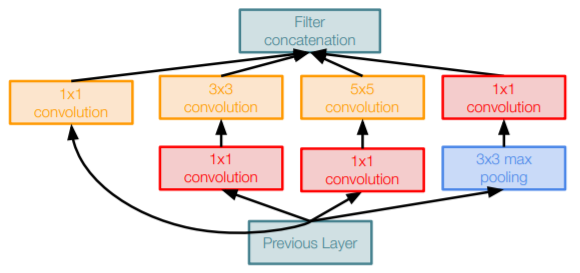 Filter
concatenation
1x1
convolution
3x3
convolution
5x5
convolution
1x1
convolution
1x1
convolution
1x1
convolution
3x3 max
pooling
Previous Layer